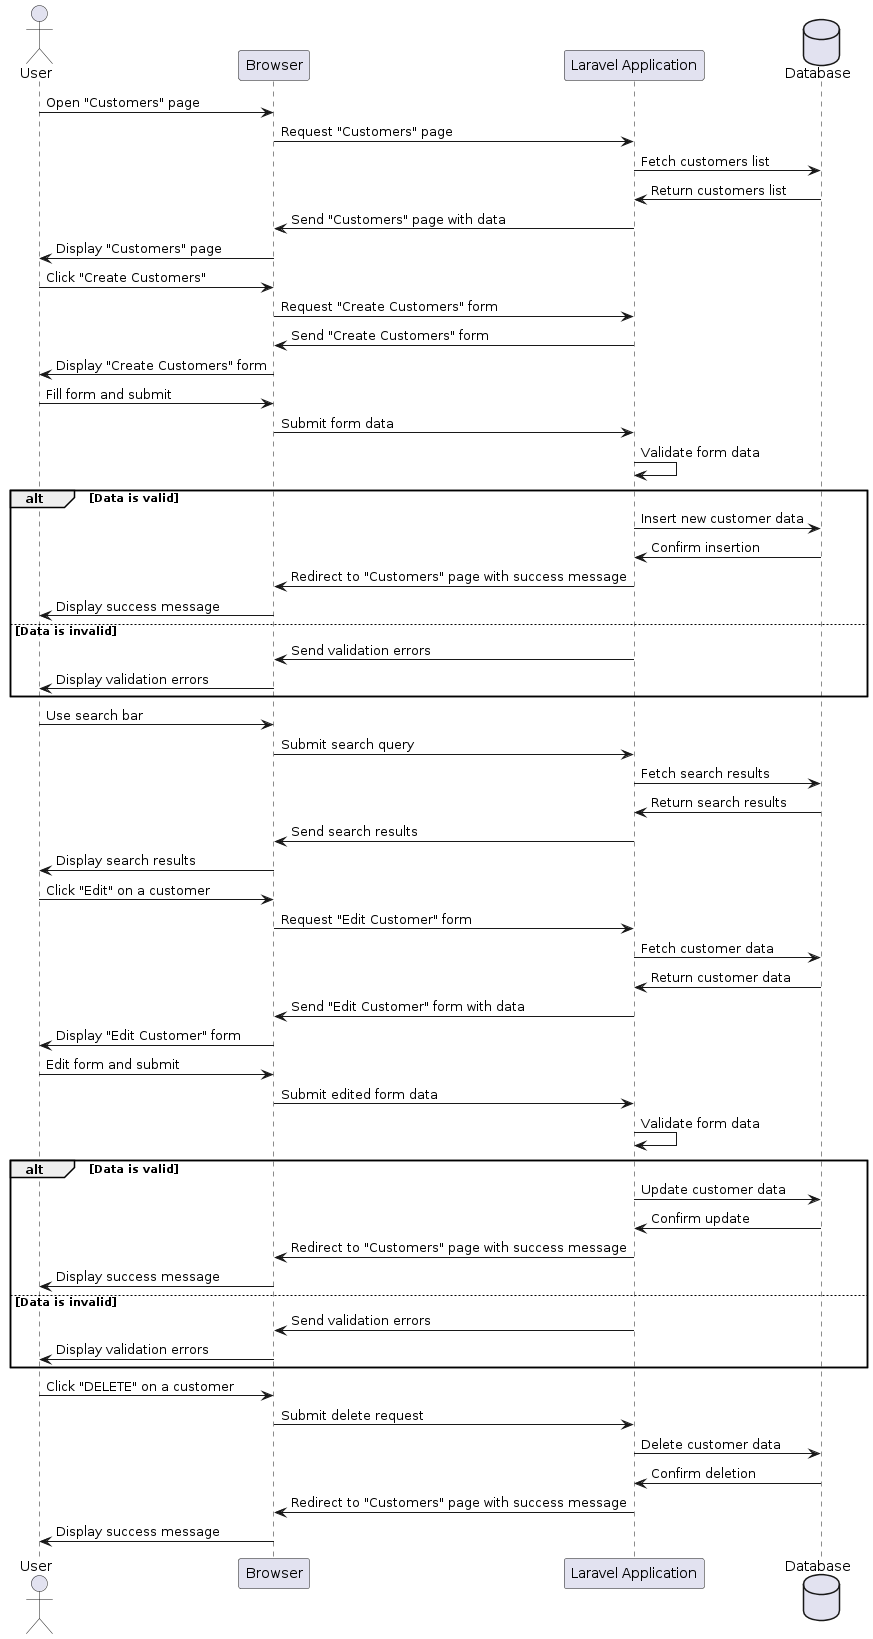 User
Browser
Laravel Application
Database
Open "Customers" page
Request "Customers" page
Fetch customers list
Return customers list
Send "Customers" page with data
Display "Customers" page
Click "Create Customers"
Request "Create Customers" form
Send "Create Customers" form
Display "Create Customers" form
Fill form and submit
Submit form data
Validate form data
alt [Data is valid]
Insert new customer data
Confirm insertion
Redirect to "Customers" page with success message
Display success message
[Data is invalid]
Send validation errors
Display validation errors
Use search bar
Submit search query
Fetch search results
Return search results
Send search results
Display search results
Click "Edit" on a customer
Request "Edit Customer" form
Fetch customer data
Return customer data
Send "Edit Customer" form with data
Display "Edit Customer" form
Edit form and submit
Submit edited form data
Validate form data
alt [Data is valid]
Update customer data
Confirm update
Redirect to "Customers" page with success message
Display success message
[Data is invalid]
Send validation errors
Display validation errors
Click "DELETE" on a customer
Submit delete request
Delete customer data
Confirm deletion
Redirect to "Customers" page with success message
Display success message
User
Browser
Laravel Application
Database